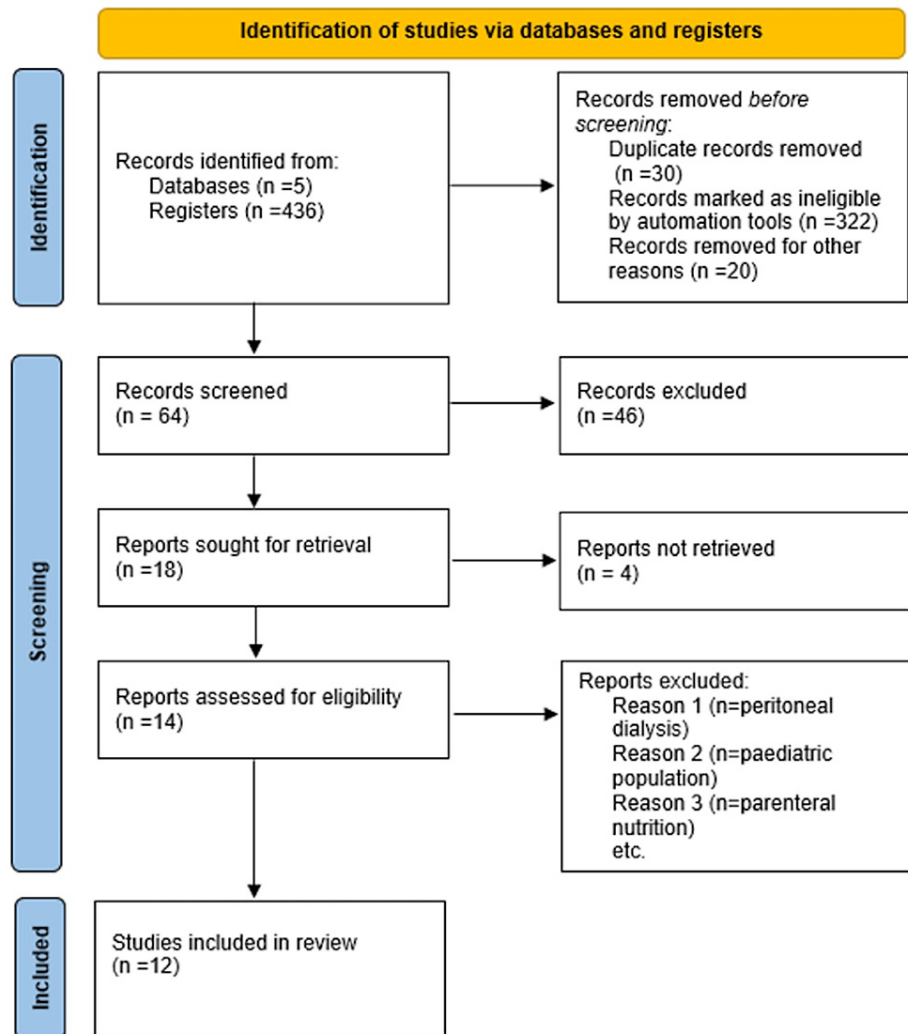 Identification of studies via databases and registers
Identification
Records identified from:
Databases (n =5)
Registers (n =436)
Records removed before
screening:
Duplicate records removed
(n =30)
Records marked as ineligible
by automation tools (n =322)
Records removed for other
reasons (n =20)
Screening
Records screened
(n = 64)
Records excluded
(n =46)
Reports sought for retrieval
(n =18)
Reports not retrieved
(n = 4)
Reports assessed for eligibility
(n =14)
Reports excluded:
Reason 1 (n=peritoneal
dialysis)
Reason 2 (n=paediatric
population)
Reason 3 (n=parenteral
nutrition)
etc.
Included
Studies included in review
(n =12)